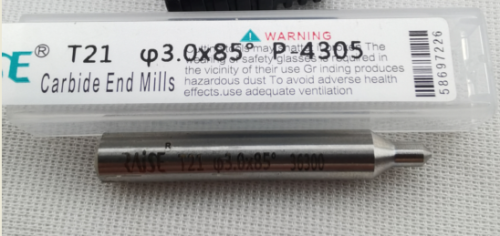 WARNING
T21 φ3.0x85° P-4305
wearing of safety glasses is required in
the vicinity of their use Gr inding produces
Carbide End Mills
hazardous dust To avoid adverse health
effects.use adequate ventilation
58697226
RAISE® T21 φ3.0x85°